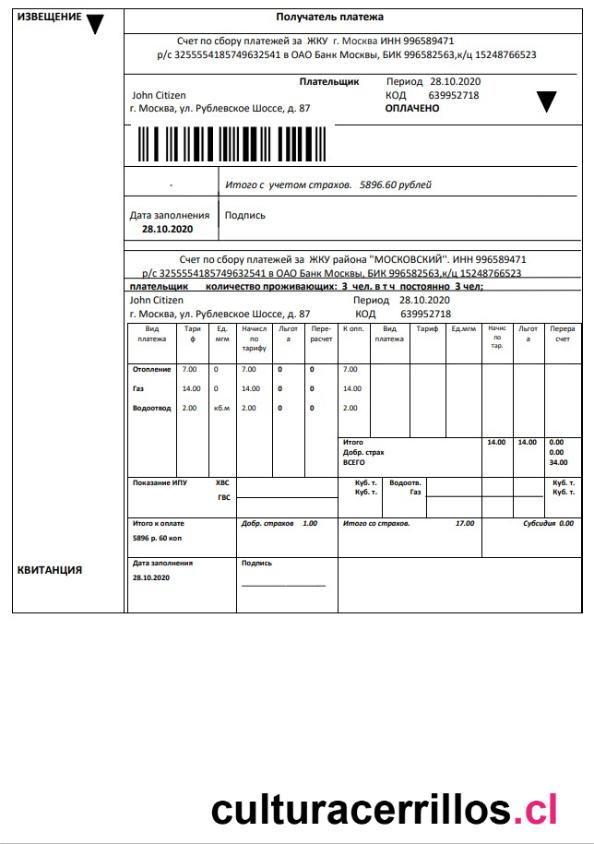 ИЗВЕЩЕНИЕ
Получатель платежа
Счет по сбору платежей за ЖКУ г. Москва ИНН 996589471
р/с 3255554185749632541 в ОАО Банк Москвы, БИК 996582563,к/ц 15248766523
Плательщик Период 28.10.2020
John Citizen КОД 639952718
г. Москва, ул. Рублевское Шоссе, д. 87 ОПЛАЧЕНО
- Итого с учетом страхов. 5896.60 рублей
Дата заполнения Подпись
28.10.2020
Счет по сбору платежей за ЖКУ района "МОСКОВСКИЙ". ИНН 996589471
р/с 3255554185749632541 в ОАО Банк Москвы, БИК 996582563,к/ц 15248766523
плательщик количество проживающих: 3 чел. в т ч постоянно 3 чел;
John Citizen Период 28.10.2020
г. Москва, ул. Рублевское Шоссе, д. 87 КОД 639952718
Вид Тари Ед. Начисл Льгот Пере- К опл. Вид Тариф Ед.мгм Начис Льгот Перера
платежа ф мгм по а расчет платежа по а счет
тарифу тар.
Отопление 7.00 0 7.00 0 0 7.00
Газ 14.00 0 14.00 0 0 14.00
Водоотвод 2.00 кб.м 2.00 0 0 2.00
Итого 14.00 14.00 0.00
Добр. страх 0.00
ВСЕГО 34.00
Показание ИПУ ХВС Куб. т. Водоотв. Куб. т.
ГВС Куб. т. Газ Куб. т.
Итого к оплате Добр. страхов 1.00 Итого со страхов. 17.00 Субсидия 0.00
5896 р. 60 коп
КВИТАНЦИЯ
Дата заполнения Подпись
28.10.2020
culturacerrillos.cl